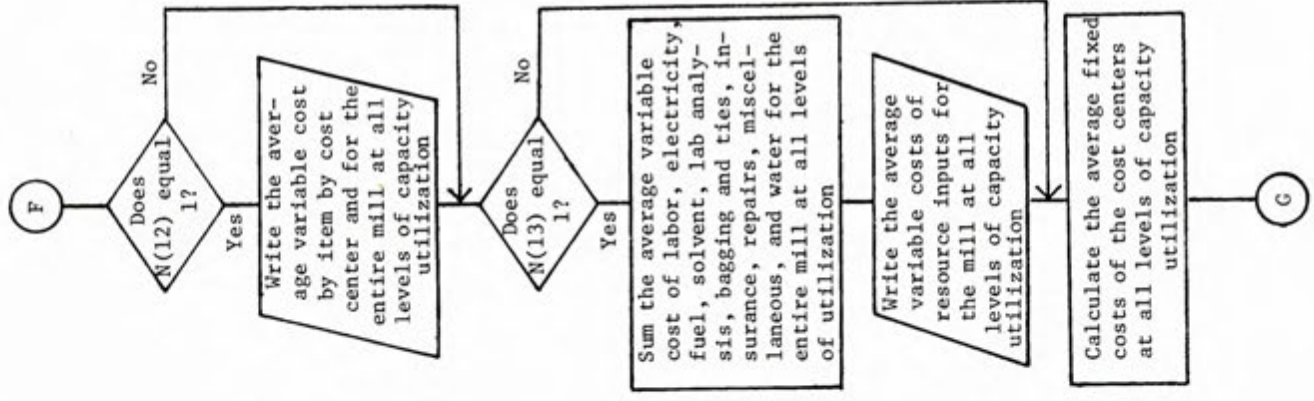 F
Does
N(12) equal
1?
No
Yes
Write the aver-
age variable cost
by item by cost
center and for the
entire mill at all
levels of capacity
utilization
Does
N(13) equal
1?
No
Yes
Sum the average variable
cost of labor, electricity,
fuel, solvent, lab analy-
sis, bagging and ties, in-
surance, repairs, miscel-
laneous, and water for the
entire mill at all levels
of utilization
Write the average
variable costs of
resource inputs for
the mill at all
levels of capacity
utilization
Calculate the average fixed
costs of the cost centers
at all levels of capacity
utilization
G